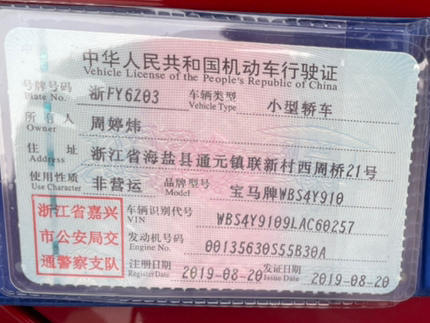 中华人民共和国机动车行驶证
Vehicle License of the People's Republic of China
号牌号码 浙FY6Z03 车辆类型 小型轿车
Plate No. Vehicle Type
所有人 周婷炜
Owner
住址 浙江省海盐县通元镇联新村西周桥21号
Address
使用性质 非营运 品牌型号 宝马牌WBS4Y910
Use Character Model
浙江省嘉兴
市公安局交
通警察支队
车辆识别代号 WBS4Y9109LAC60257
VIN
发动机号码 00135630S55B30A
Engine No.
注册日期 2019-08-20 发证日期 2019-08-20
Register Date Issue Date